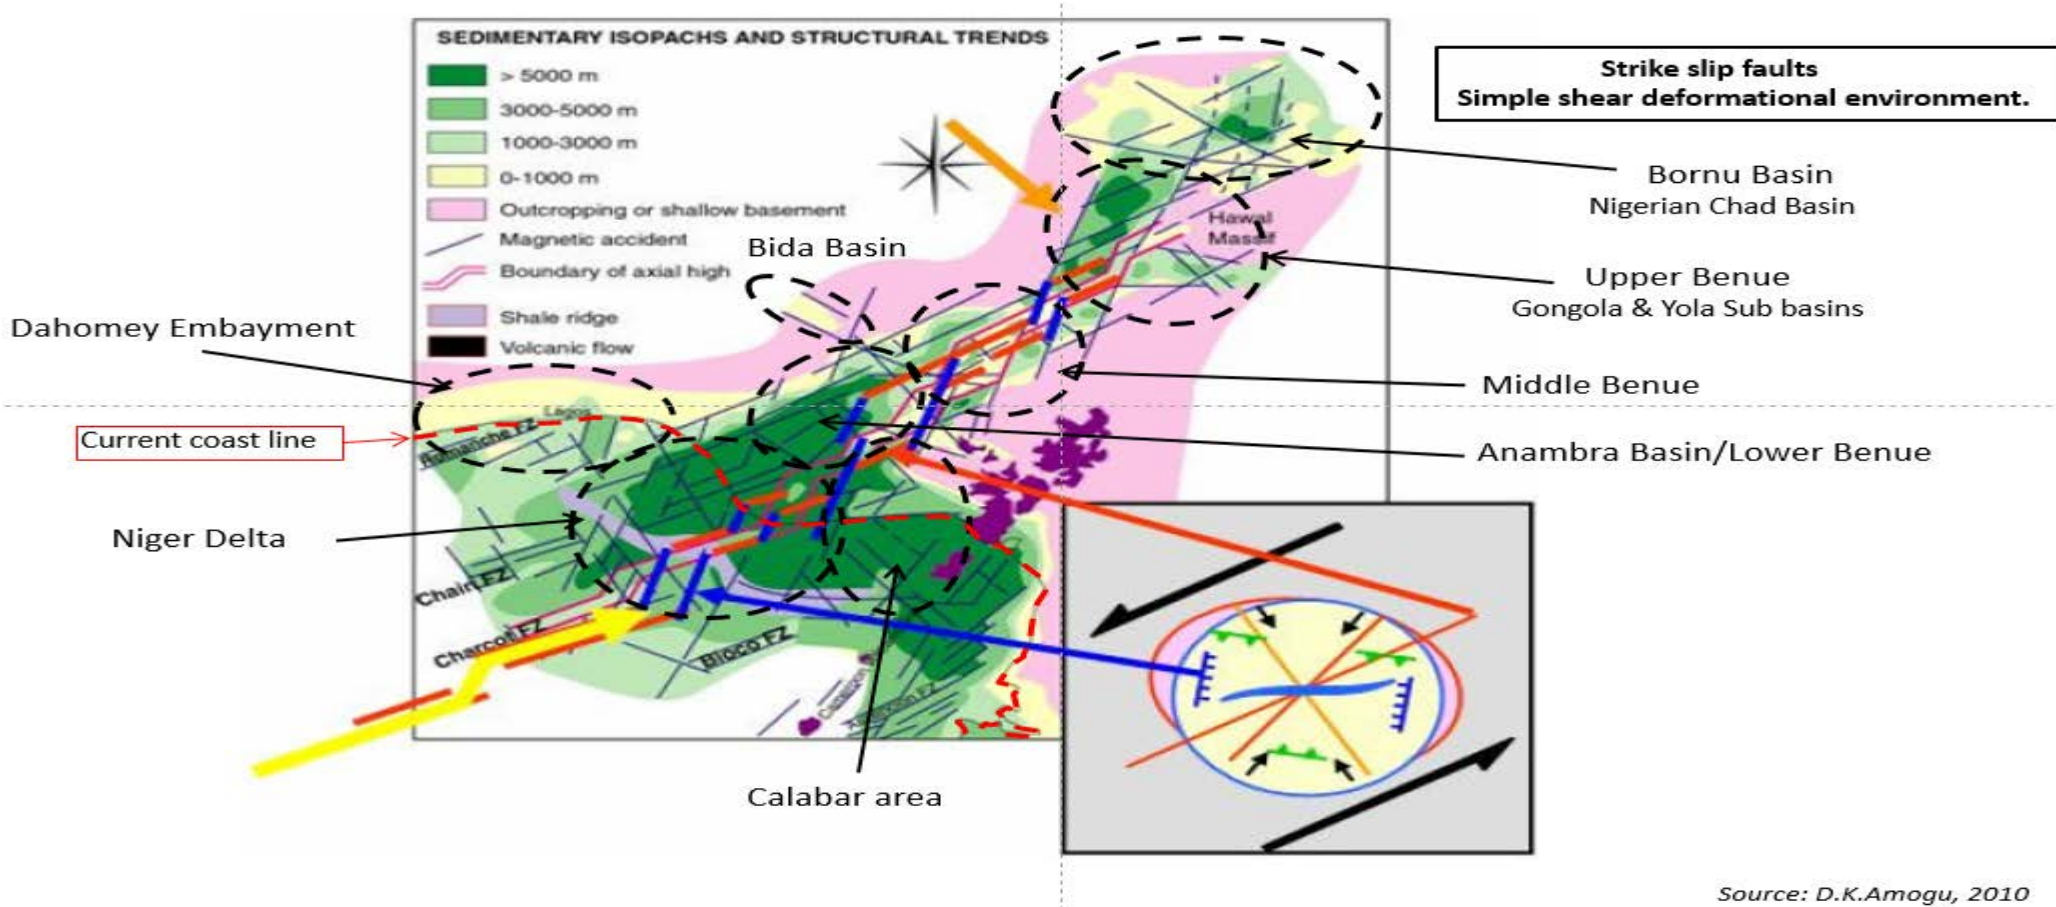 SEDIMENTARY ISOPACHS AND STRUCTURAL TRENDS
> 5000 m
3000-5000 m
1000-3000 m
0-1000 m
Outcropping or shallow basement
Magnetic accident
Boundary of axial high
Shale ridge
Volcanic flow
Strike slip faults
Simple shear deformational environment.
Bornu Basin
Nigerian Chad Basin
Hawal
Massif
Upper Benue
Gongola & Yola Sub basins
Bida Basin
Dahomey Embayment
Middle Benue
Lagos
Current coast line
Romanche FZ
Anambra Basin/Lower Benue
Niger Delta
Chain FZ
Charcot FZ
Bioco FZ
Calabar area
Source: D.K.Amogu, 2010